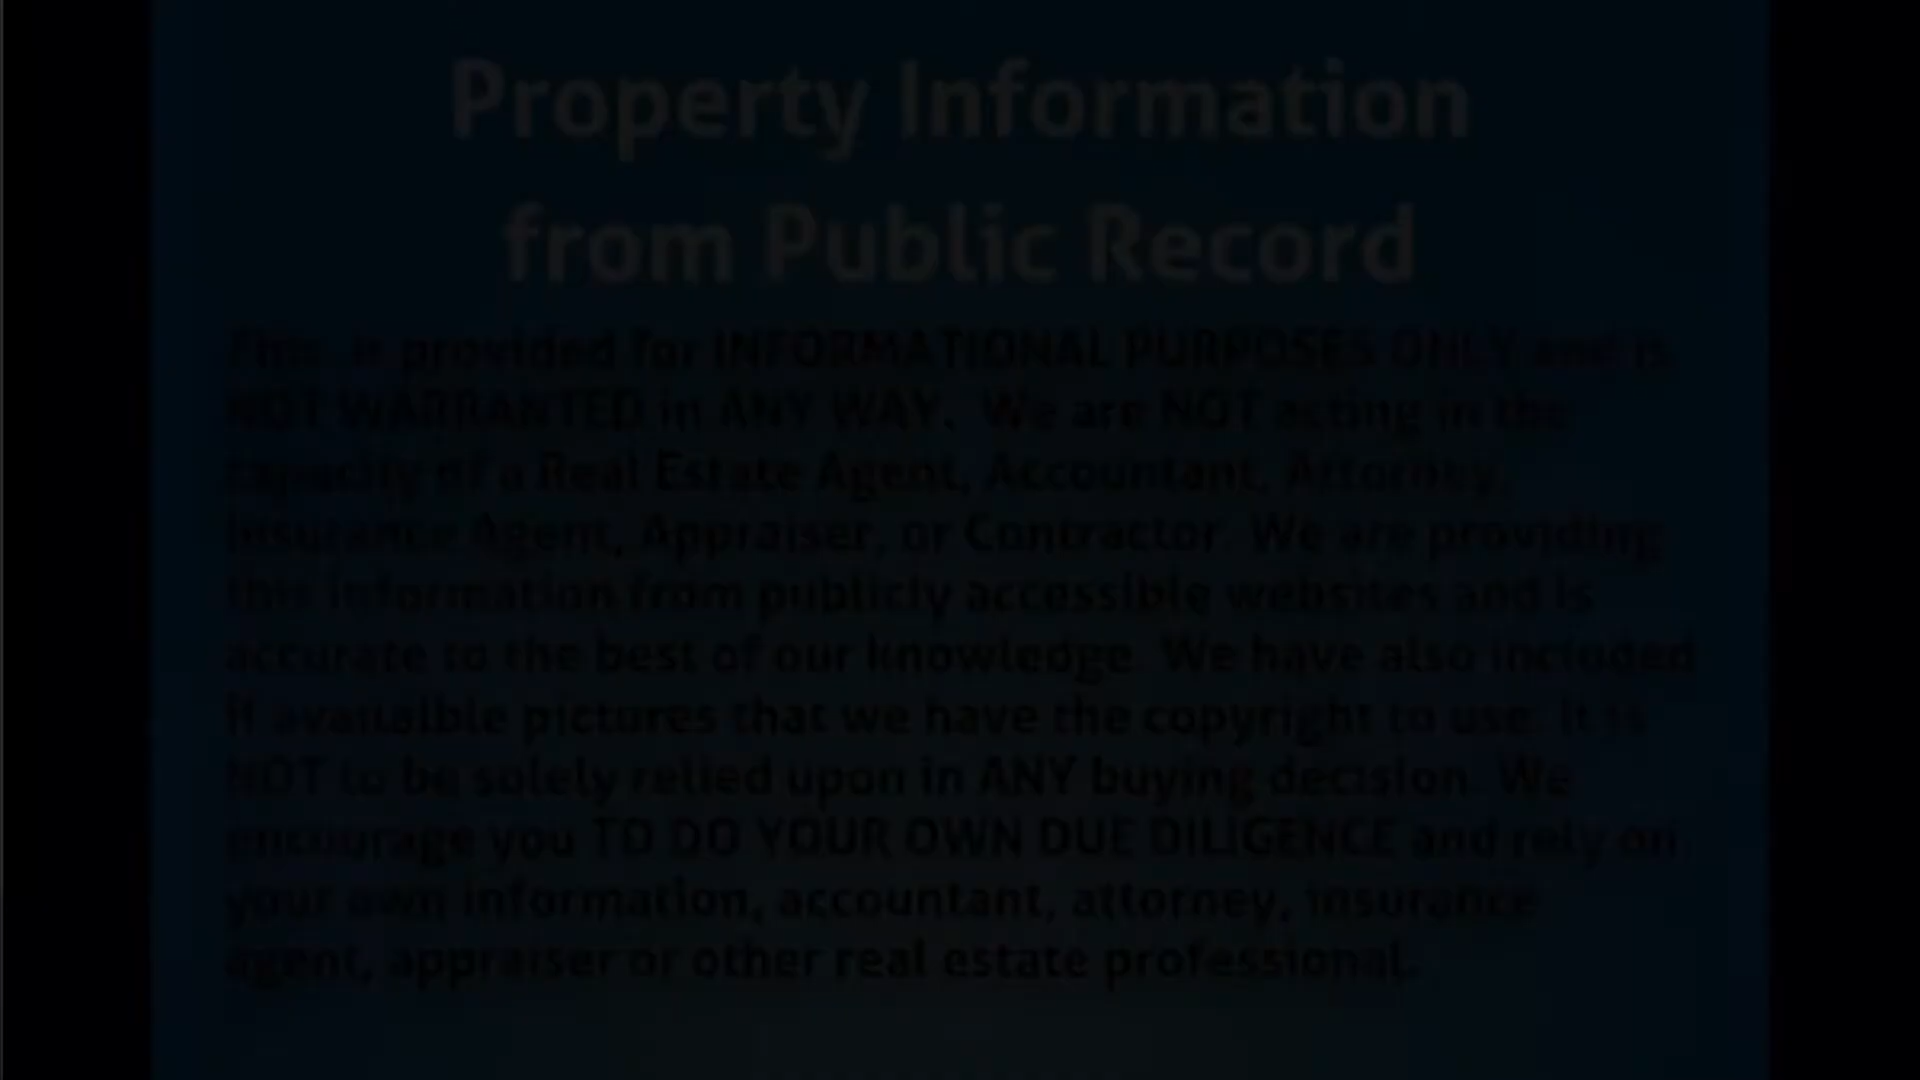 Property Information
from Public Record
This is provided for INFORMATIONAL PURPOSES ONLY and is
NOT WARRANTED in ANY WAY. We are NOT acting in the
capacity of a Real Estate Agent, Accountant, Attorney,
Insurance Agent, Appraiser, or Contractor. We are providing
this information from publicly accessible websites and is
accurate to the best of our knowledge. We have also included
if availalble pictures that we have the copyright to use. It is
NOT to be solely relied upon in ANY buying decision. We
encourage you TO DO YOUR OWN DUE DILIGENCE and rely on
your own information, accountant, attorney, insurance
agent, appraiser or other real estate professional.